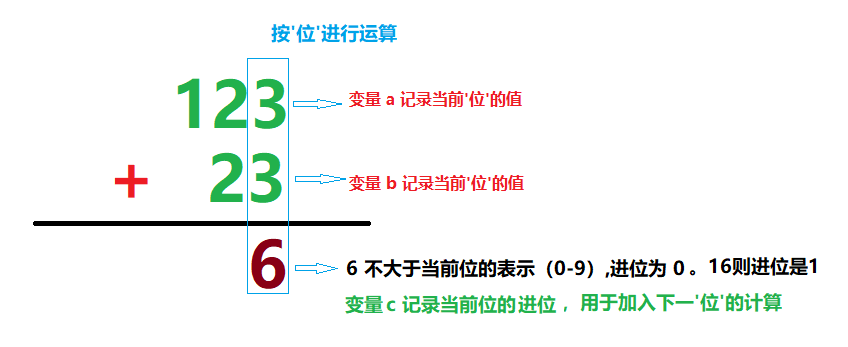 按'位'进行运算
123 变量 a 记录当前'位'的值
+ 23 变量 b 记录当前'位'的值
6 6 不大于当前位的表示（0-9）,进位为 0 。16则进位是1
变量 c 记录当前位的进位 ，用于加入下一'位'的计算